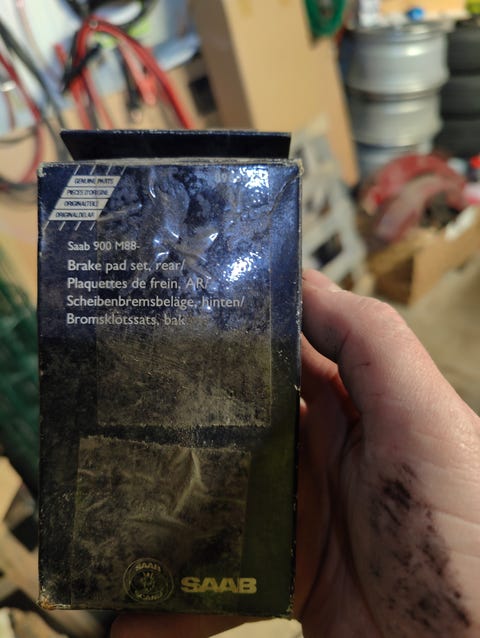 GENUINE PARTS
PIECES D'ORIGINE
ORIGINALTEILE
ORIGINALDELAR
Saab 900 M88-
Brake pad set, rear/
Plaquettes de frein, AR/
Scheibenbremsbeläge, hinten/
Bromsklotssats, bak
SAAB
SAAB